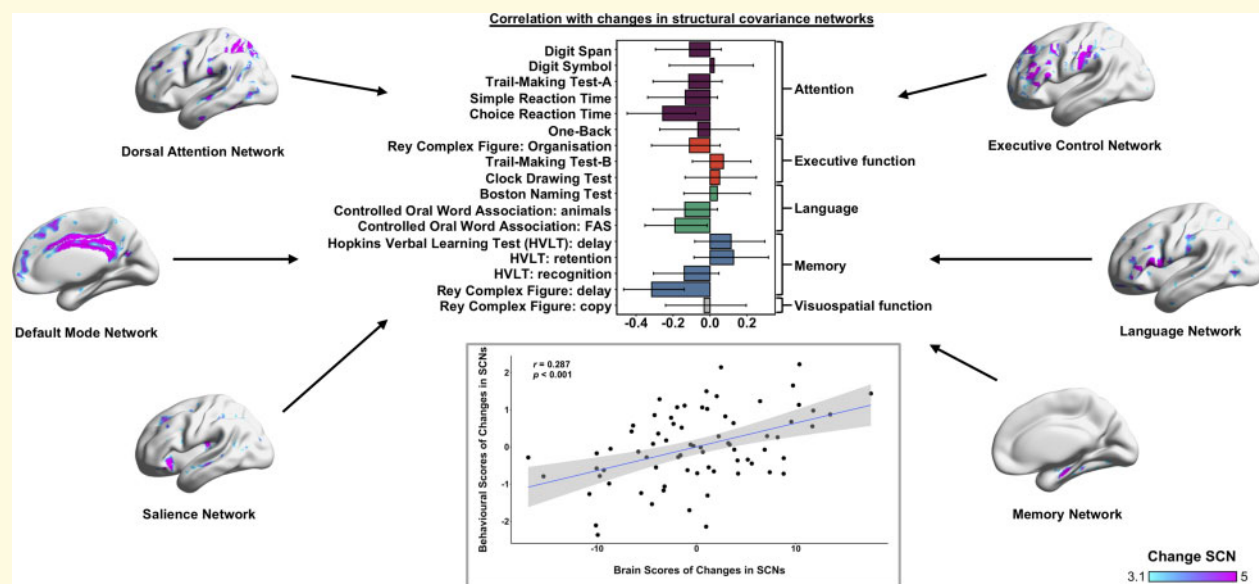 Correlation with changes in structural covariance networks
Digit Span
Digit Symbol
Trail-Making Test-A
Simple Reaction Time
Choice Reaction Time
One-Back
Rey Complex Figure: Organisation
Trail-Making Test-B
Clock Drawing Test
Boston Naming Test
Controlled Oral Word Association: animals
Controlled Oral Word Association: FAS
Hopkins Verbal Learning Test (HVLT): delay
HVLT: retention
HVLT: recognition
Rey Complex Figure: delay
Rey Complex Figure: copy
Attention
Executive function
Language
Memory
Visuospatial function
-0.4 -0.2 0.0 0.2
Dorsal Attention Network
Default Mode Network
Salience Network
Executive Control Network
Language Network
Memory Network
r = 0.287
p < 0.001
Behavioural Scores of Changes in SCNs
2
1
0
-1
-2
-10 0 10
Brain Scores of Changes in SCNs
Change SCN
3.1 5